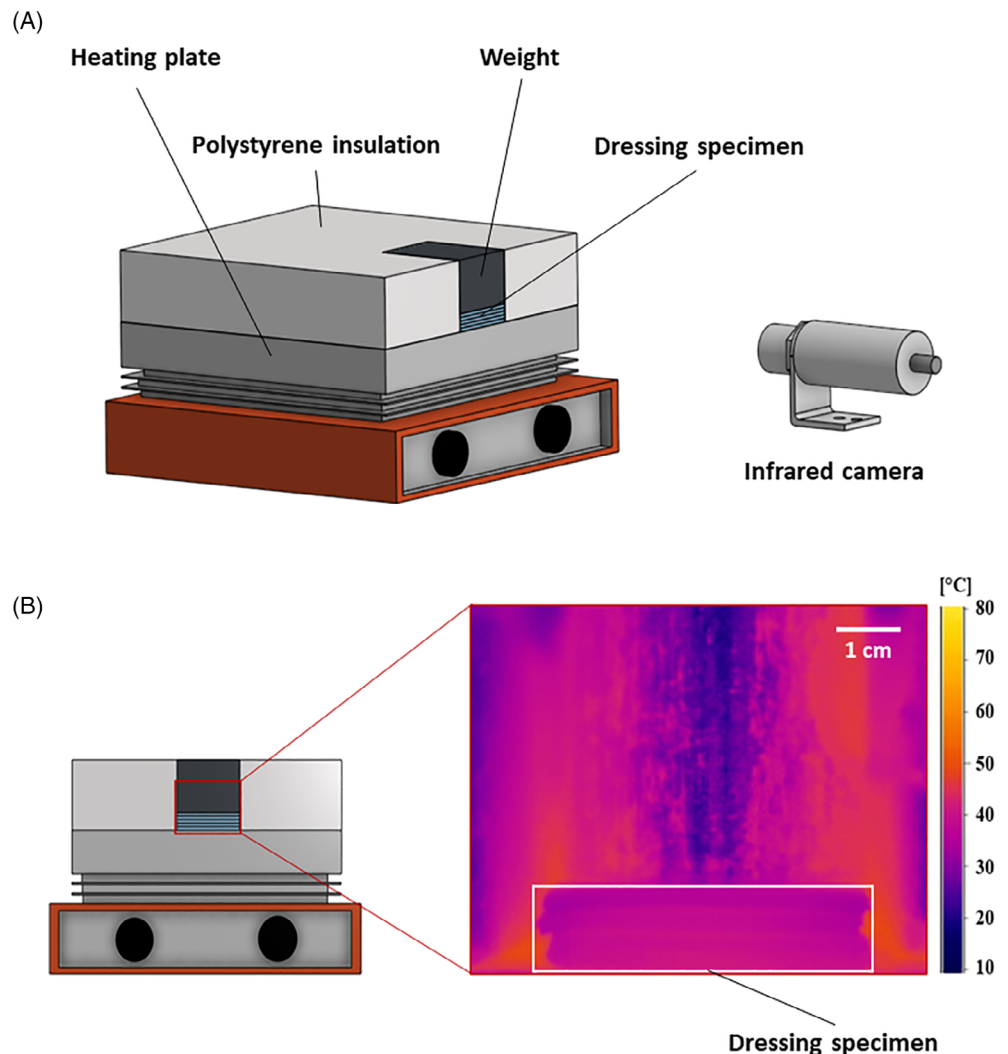 (A)
Heating plate
Weight
Polystyrene insulation
Dressing specimen
Infrared camera
(B)
[°C]
80
1 cm
70
60
50
40
30
20
10
Dressing specimen